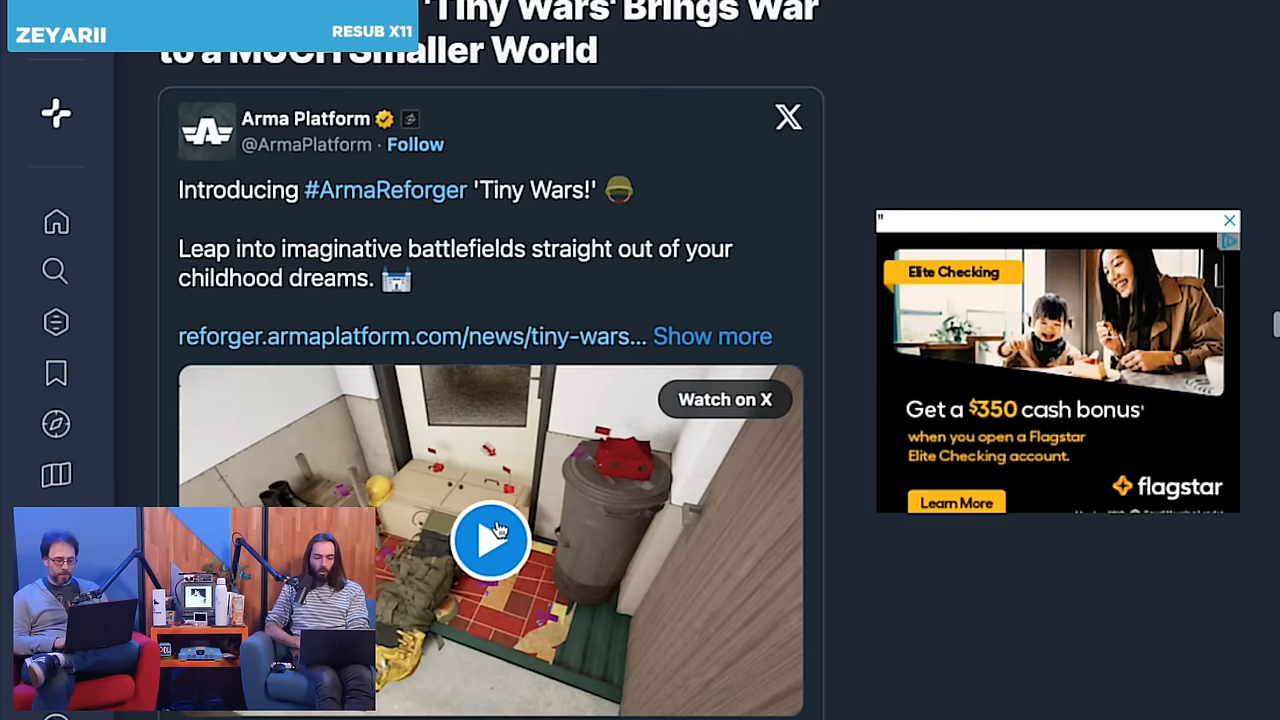 ZEYARII
RESUB X11
'Tiny Wars' Brings War
to a MUCH Smaller World
Arma Platform
@ArmaPlatform · Follow
Introducing #ArmaReforger 'Tiny Wars!'
Leap into imaginative battlefields straight out of your
childhood dreams.
reforger.armaplatform.com/news/tiny-wars... Show more
Watch on X
"
Elite Checking
Get a $350 cash bonus¹
when you open a Flagstar
Elite Checking account.
flagstar
Learn More